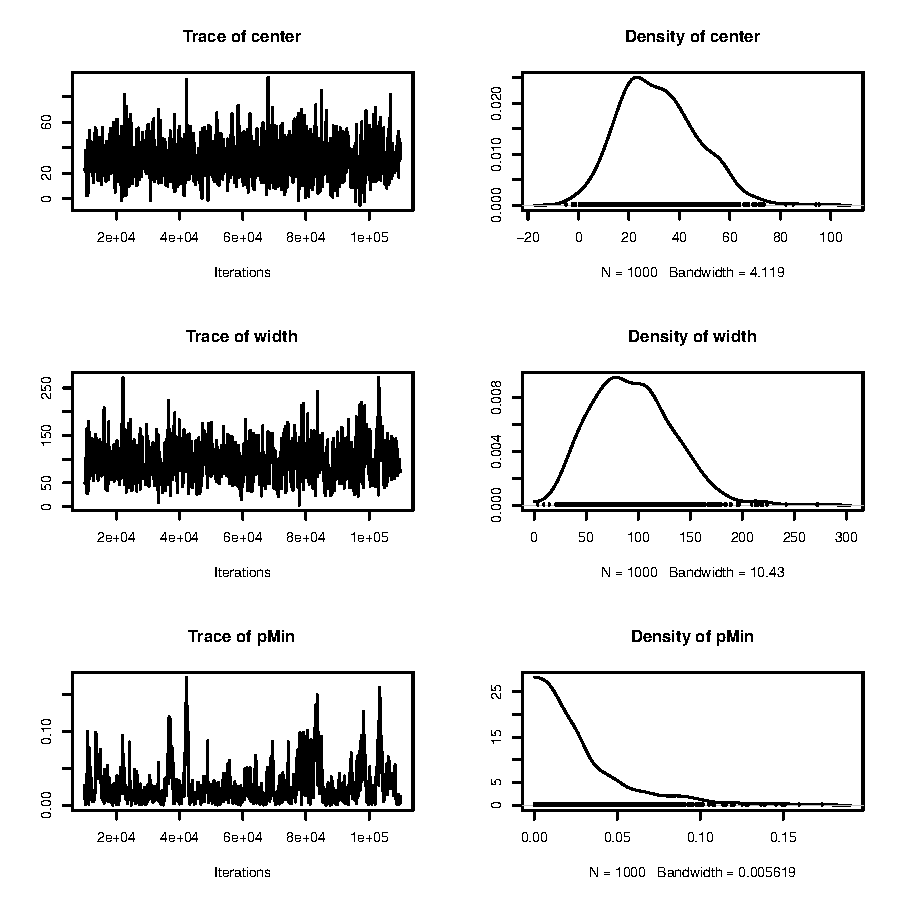 Trace of center
Density of center
60
20
0
2e+04 4e+04 6e+04 8e+04 1e+05
Iterations
0.020
0.010
0.000
−20 0 20 40 60 80 100
N = 1000 Bandwidth = 4.119
Trace of width
Density of width
250
150
50
0
2e+04 4e+04 6e+04 8e+04 1e+05
Iterations
0.008
0.004
0.000
0 50 100 150 200 250 300
N = 1000 Bandwidth = 10.43
Trace of pMin
Density of pMin
0.10
0.00
2e+04 4e+04 6e+04 8e+04 1e+05
Iterations
25
15
5
0
0.00 0.05 0.10 0.15
N = 1000 Bandwidth = 0.005619